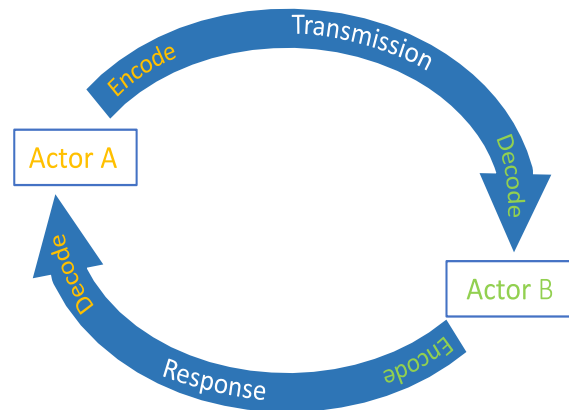 Encode
Transmission
Decode
Actor A
Actor B
Encode
Response
Decode